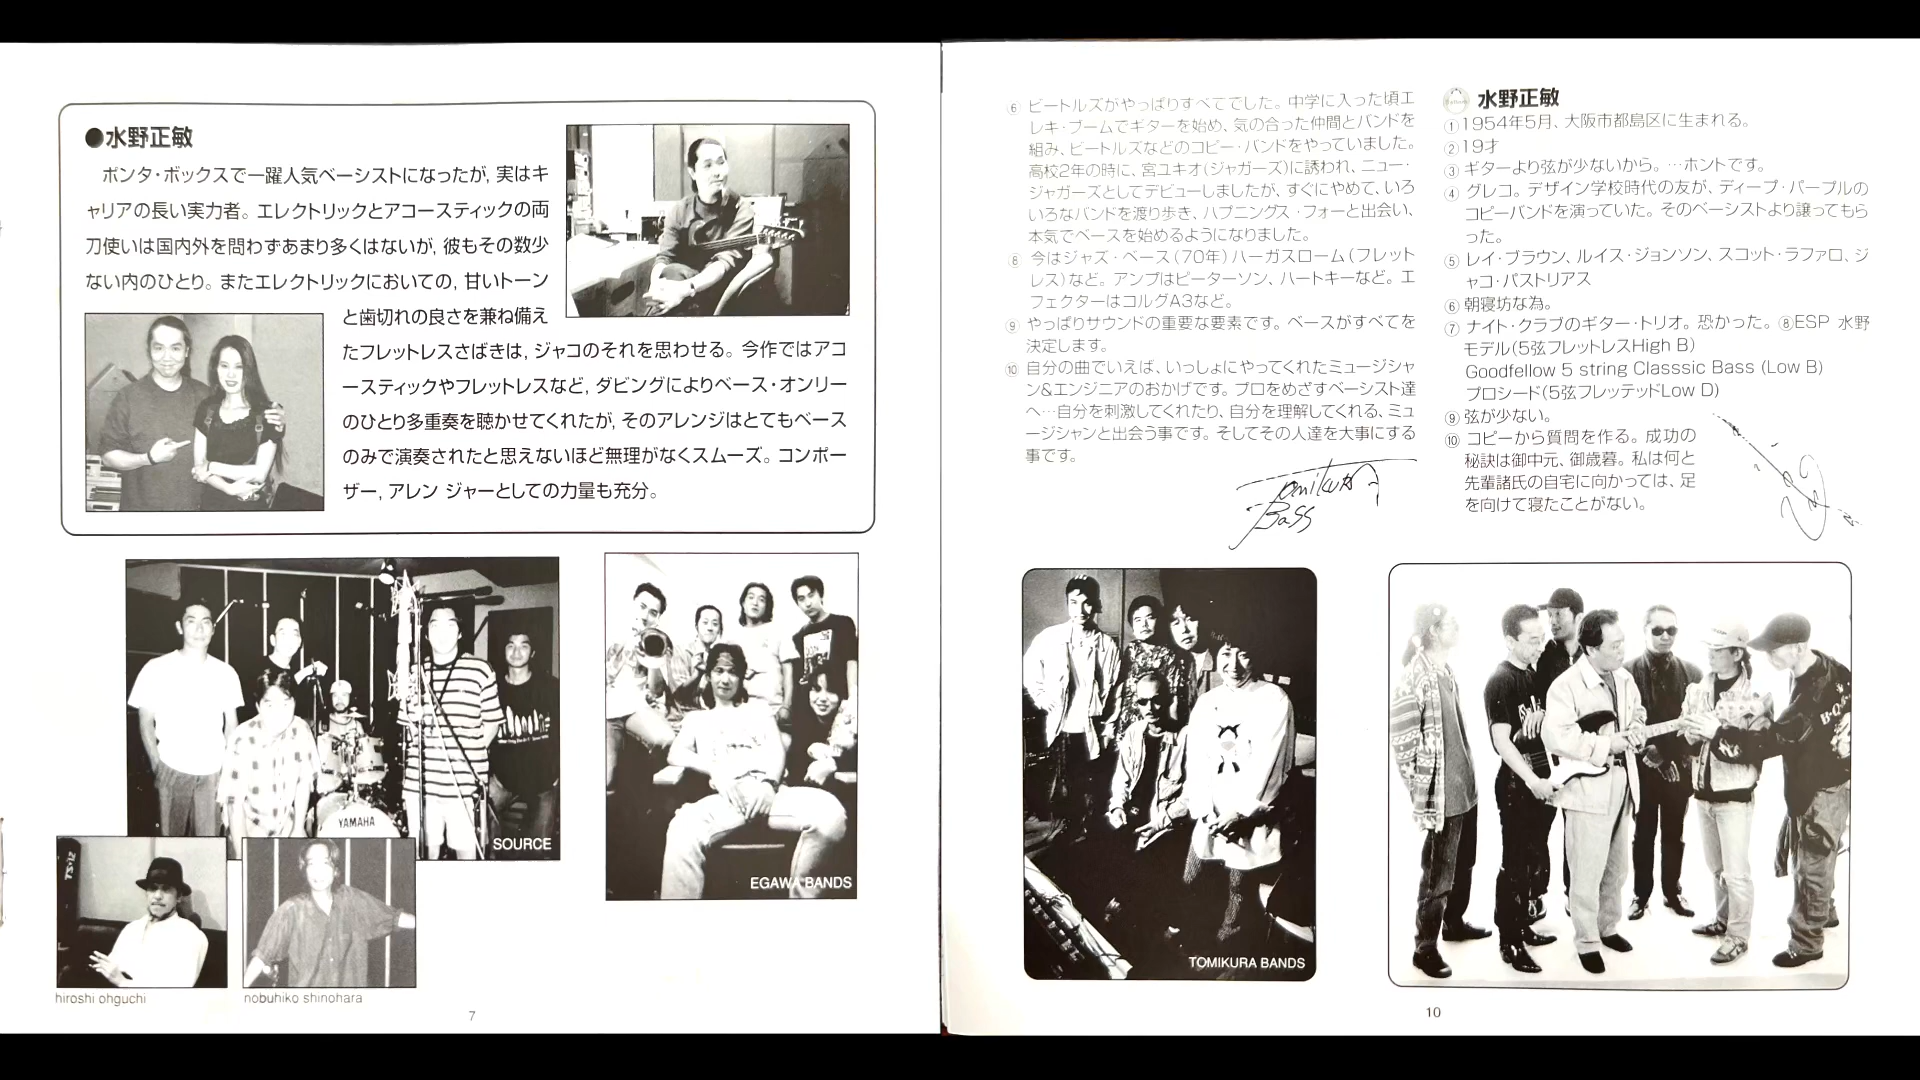 ●水野正敏
ボンタ・ボックスで一躍人気ベーシストになったが, 実はキ
ャリアの長い実力者。エレクトリックとアコースティックの両
刀使いは国内外を問わずあまり多くはないが, 彼もその数少
ない内のひとり。またエレクトリックにおいての, 甘いトーン
と歯切れの良さを兼ね備え
たフレットレスさばきは, ジャコのそれを思わせる。今作ではアコ
ースティックやフレットレスなど, ダビングによりベース・オンリー
のひとり多重奏を聴かせてくれたが, そのアレンジはとてもベース
のみで演奏されたと思えないほど無理がなくスムーズ。コンポー
ザー, アレン ジャーとしての力量も充分。
YAMAHA
SOURCE
EGAWA BANDS
hiroshi ohguchi
nobuhiko shinohara
7
⑥ ビートルズがやっぱりすべてでした。中学に入った頃エ
レキ・ブームでギターを始め、気の合った仲間とバンドを
組み、ビートルズなどのコピー・バンドをやっていました。
高校2年の時に、宮ユキオ(ジャガーズ)に誘われ、ニュー・
ジャガーズとしてデビューしましたが、すぐにやめて、いろ
いろなバンドを渡り歩き、ハプニングス・フォーと出会い、
本気でベースを始めるようになりました。
⑧ 今はジャズ・ベース(70年)ハーガスローム(フレット
レス)など。アンプはピーターソン、ハートキーなど。エ
フェクターはコルグA3など。
⑨ やっぱりサウンドの重要な要素です。ベースがすべてを
決定します。
⑩ 自分の曲でいえば、いっしょにやってくれたミュージシャ
ン&エンジニアのおかげです。プロをめざすベーシスト達
へ…自分を刺激してくれたり、自分を理解してくれる、ミュ
ージシャンと出会う事です。そしてその人達を大事にする
事です。
Tomikura
Bass
水野正敏
①1954年5月、大阪市都島区に生まれる。
②19才
③ ギターより弦が少ないから。…ホントです。
④ グレコ。デザイン学校時代の友が、ディープ・パープルの
コピーバンドを演っていた。そのベーシストより譲ってもら
った。
⑤ レイ・ブラウン、ルイス・ジョンソン、スコット・ラファロ、ジ
ャコ・パストリアス
⑥ 朝寝坊な為。
⑦ ナイト・クラブのギター・トリオ。恐かった。⑧ESP 水野
モデル(5弦フレットレスHigh B)
Goodfellow 5 string Classsic Bass (Low B)
プロシード(5弦フレッテッドLow D)
⑨ 弦が少ない。
⑩ コピーから質問を作る。成功の
秘訣は御中元、御歳暮。私は何と
先輩諸氏の自宅に向かっては、足
を向けて寝たことがない。
TOMIKURA BANDS
10